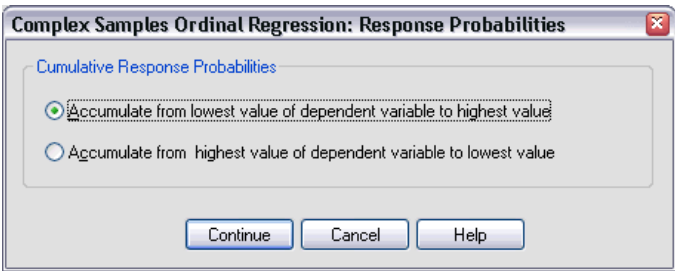 Complex Samples Ordinal Regression: Response Probabilities
Cumulative Response Probabilities
Accumulate from lowest value of dependent variable to highest value
Accumulate from highest value of dependent variable to lowest value
Continue Cancel Help